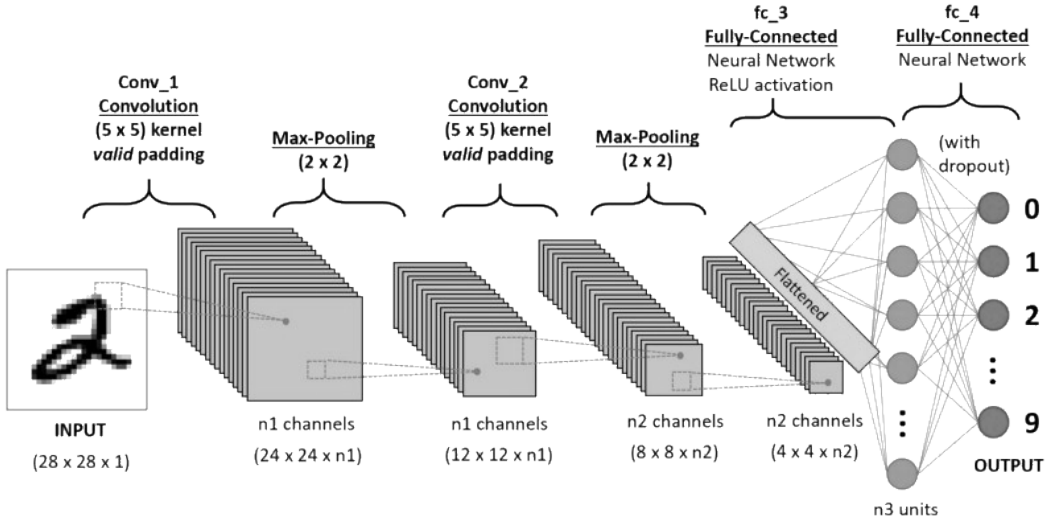 fc_3
Fully-Connected
Neural Network
ReLU activation
fc_4
Fully-Connected
Neural Network
Conv_1
Convolution
(5 x 5) kernel
valid padding
Max-Pooling
(2 x 2)
Conv_2
Convolution
(5 x 5) kernel
valid padding
Max-Pooling
(2 x 2)
(with
dropout)
Flattened
0
1
2
9
INPUT
(28 x 28 x 1)
n1 channels
(24 x 24 x n1)
n1 channels
(12 x 12 x n1)
n2 channels
(8 x 8 x n2)
n2 channels
(4 x 4 x n2)
OUTPUT
n3 units